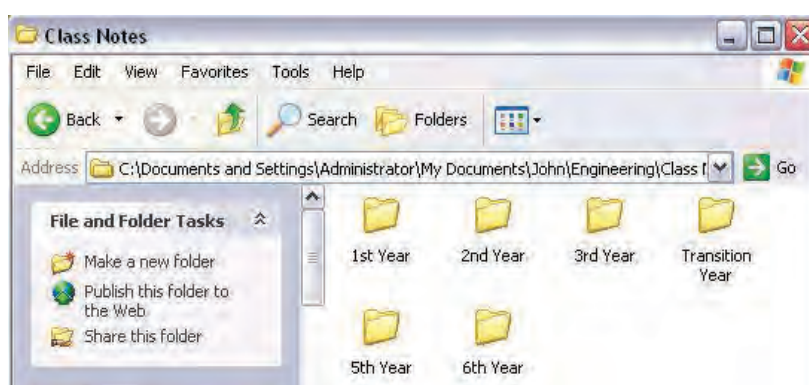 Class Notes
File Edit View Favorites Tools Help
Back Search Folders
Address C:\Documents and Settings\Administrator\My Documents\John\Engineering\Class Go
File and Folder Tasks
Make a new folder
Publish this folder to
the Web
Share this folder
1st Year 2nd Year 3rd Year Transition
Year
5th Year 6th Year